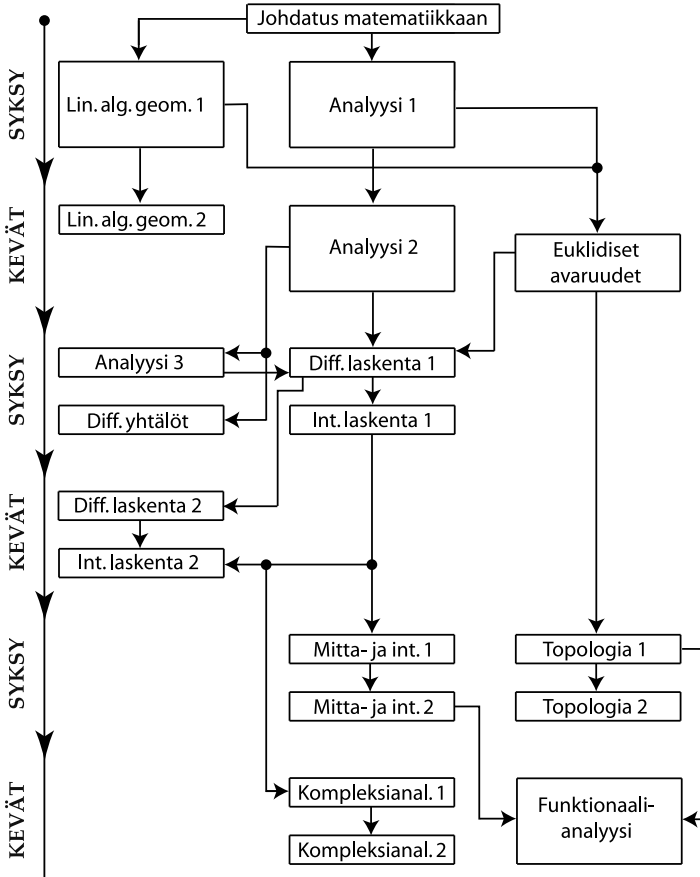 Johdatus matematiikkaan
SYKSY
Lin. alg. geom. 1
Analyysi 1
KEVÄT
Lin. alg. geom. 2
Analyysi 2
Euklidiset
avaruudet
SYKSY
Analyysi 3
Diff. laskenta 1
Diff. yhtälöt
Int. laskenta 1
KEVÄT
Diff. laskenta 2
Int. laskenta 2
SYKSY
Mitta- ja int. 1
Topologia 1
Mitta- ja int. 2
Topologia 2
KEVÄT
Kompleksianal. 1
Kompleksianal. 2
Funktionaali-
analyysi